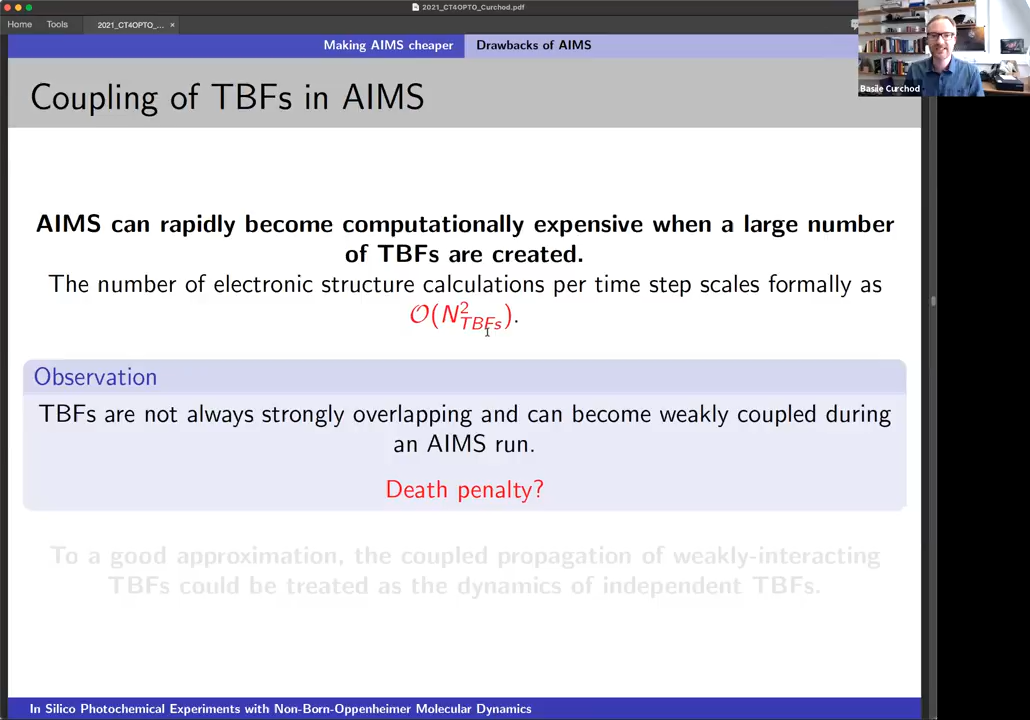 2021_CT4OPTO_Curchod.pdf
Home Tools 2021_CT4OPTO_... ×
Making AIMS cheaper Drawbacks of AIMS
Basile Curchod
Coupling of TBFs in AIMS
AIMS can rapidly become computationally expensive when a large number
of TBFs are created.
The number of electronic structure calculations per time step scales formally as
𝒪(N²_TBFs).
Observation
TBFs are not always strongly overlapping and can become weakly coupled during
an AIMS run.
Death penalty?
To a good approximation, the coupled propagation of weakly-interacting
TBFs could be treated as the dynamics of independent TBFs.
In Silico Photochemical Experiments with Non-Born-Oppenheimer Molecular Dynamics